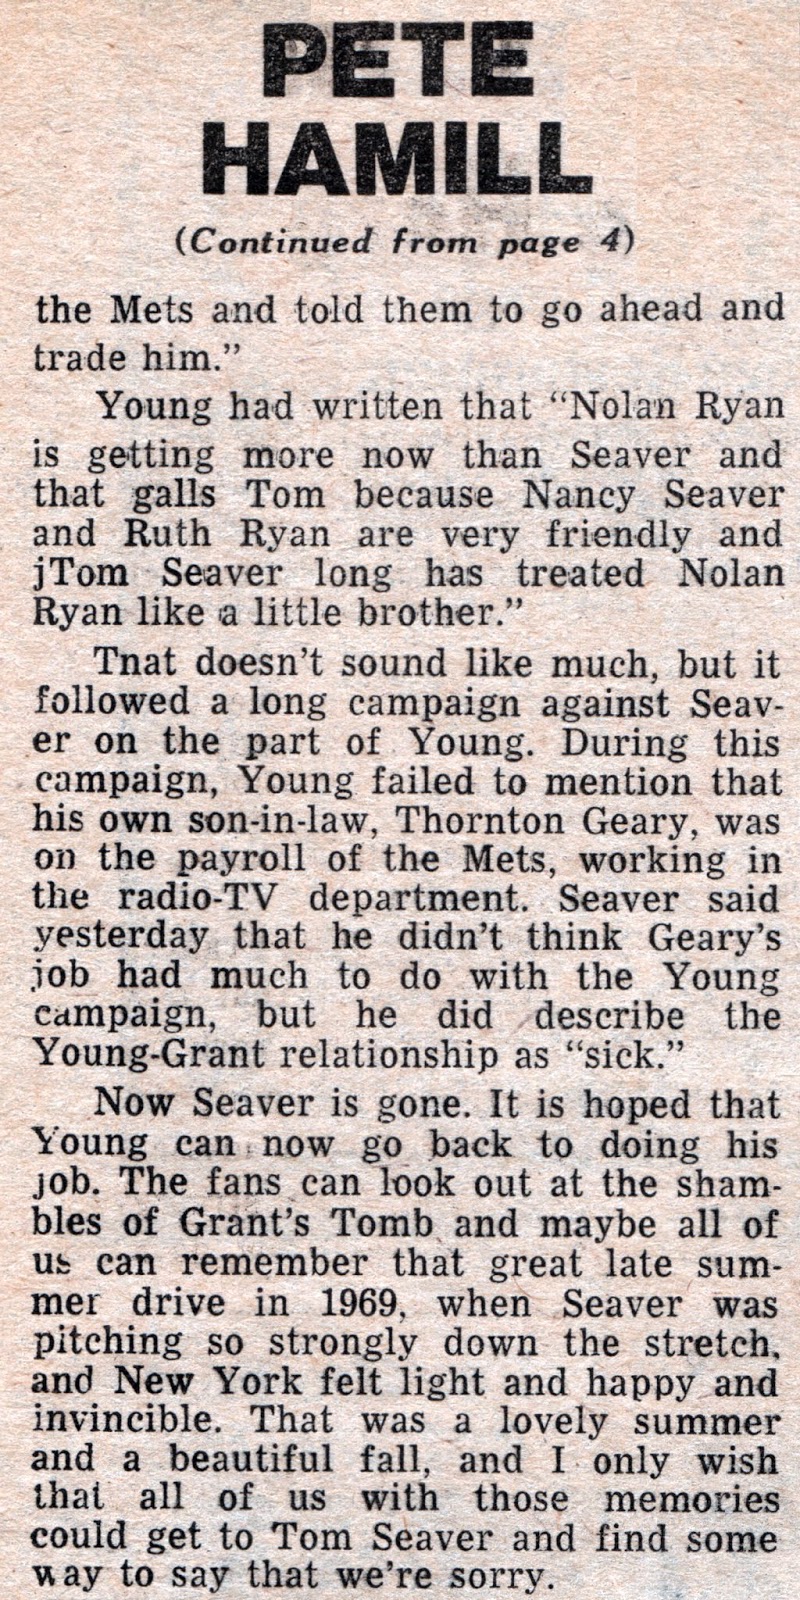 PETE
HAMILL
(Continued from page 4)
the Mets and told them to go ahead and
trade him.”
Young had written that “Nolan Ryan
is getting more now than Seaver and
that galls Tom because Nancy Seaver
and Ruth Ryan are very friendly and
jTom Seaver long has treated Nolan
Ryan like a little brother.”
Tnat doesn’t sound like much, but it
followed a long campaign against Seav-
er on the part of Young. During this
campaign, Young failed to mention that
his own son-in-law, Thornton Geary, was
on the payroll of the Mets, working in
the radio-TV department. Seaver said
yesterday that he didn’t think Geary’s
job had much to do with the Young
campaign, but he did describe the
Young-Grant relationship as “sick.”
Now Seaver is gone. It is hoped that
Young can now go back to doing his
job. The fans can look out at the sham-
bles of Grant’s Tomb and maybe all of
us can remember that great late sum-
mer drive in 1969, when Seaver was
pitching so strongly down the stretch,
and New York felt light and happy and
invincible. That was a lovely summer
and a beautiful fall, and I only wish
that all of us with those memories
could get to Tom Seaver and find some
way to say that we’re sorry.